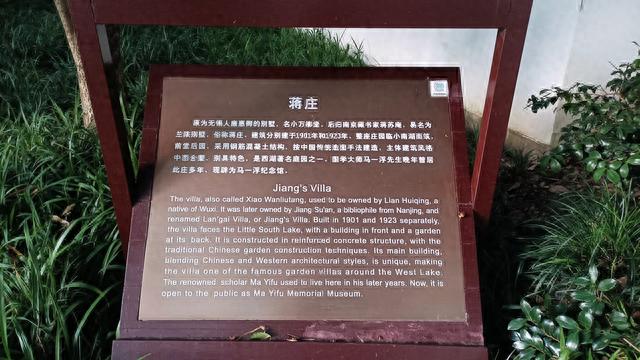 蒋庄
原为无锡人廉惠卿的别墅，名小万柳堂，后归南京藏书家蒋苏庵，易名为
兰陔别墅，俗称蒋庄。建筑分别建于1901年和1923年，整座庄园临小南湖而筑，
前堂后园，采用钢筋混凝土结构，按中国传统造园手法建造，主体建筑风格
中西合璧，别具特色，是西湖著名庄园之一。国学大师马一浮先生晚年曾居
此庄多年，现辟为马一浮纪念馆。
Jiang's Villa
The villa, also called Xiao Wanliutang, used to be owned by Lian Huiqing, a
native of Wuxi. It was later owned by Jiang Su'an, a bibliophile from Nanjing, and
renamed Lan'gai Villa, or Jiang's Villa. Built in 1901 and 1923 separately,
the villa faces the Little South Lake, with a building in front and a garden
at its back. It is constructed in reinforced concrete structure, with the
traditional Chinese garden construction techniques. Its main building,
blending Chinese and Western architectural styles, is unique, making
the villa one of the famous garden villas around the West Lake.
The renowned scholar Ma Yifu used to live here in his later years. Now, it is
open to the public as Ma Yifu Memorial Museum.